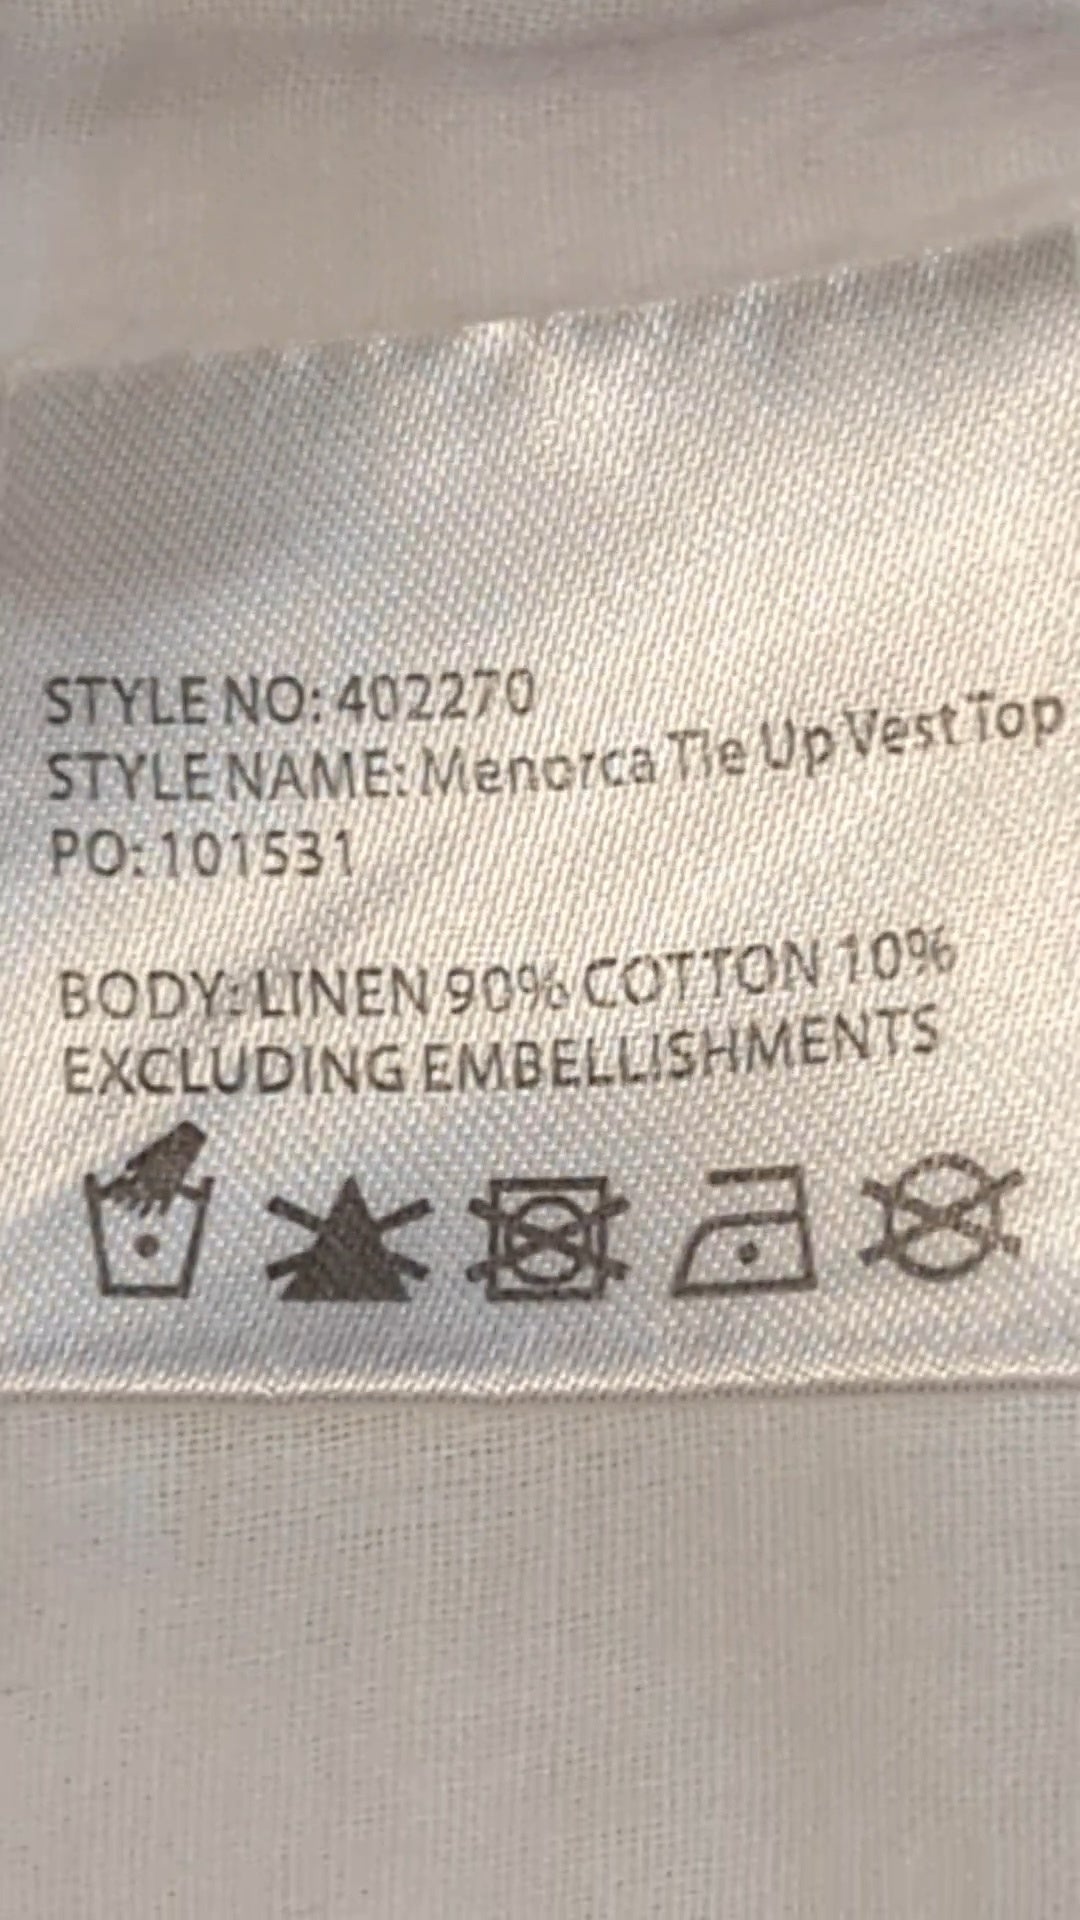 STYLE NO: 402270
STYLE NAME: Menorca Tie Up Vest Top
PO: 101531
BODY: LINEN 90% COTTON 10%
EXCLUDING EMBELLISHMENTS